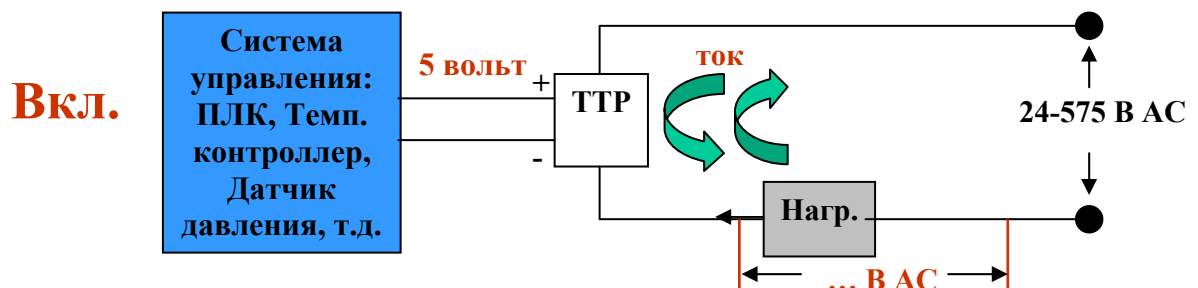 Вкл.
Система
управления:
ПЛК, Темп.
контроллер,
Датчик
давления, т.д.
5 вольт
+
-
ТТР
ток
24-575 В АС
Нагр.
... В АС